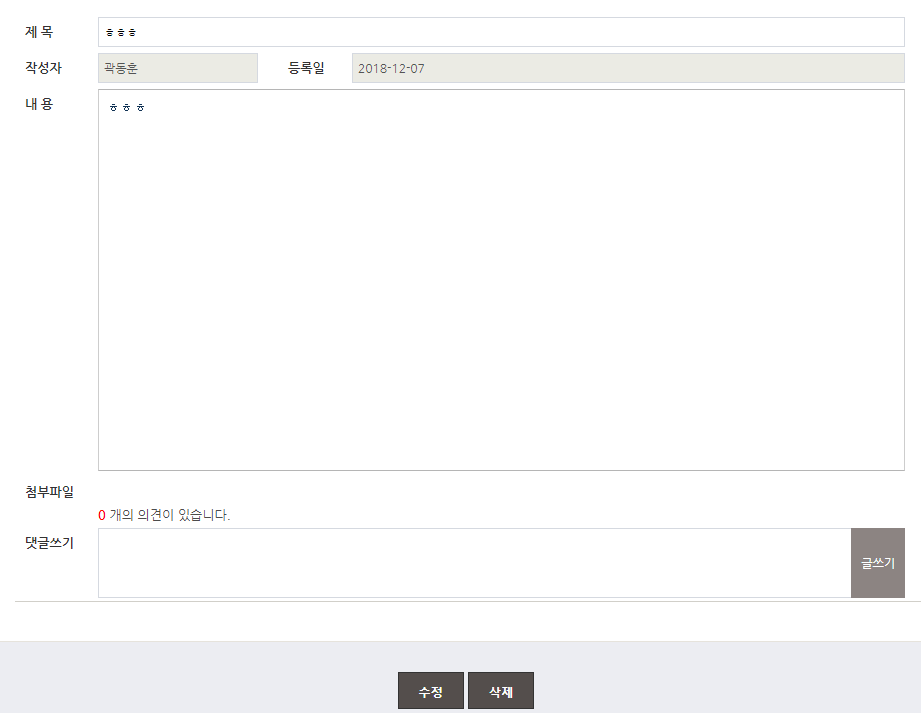 제 목 ㅎㅎㅎ
작성자 곽동훈 등록일 2018-12-07
내 용 ㅎㅎㅎ
첨부파일
0 개의 의견이 있습니다.
댓글쓰기 글쓰기
수정 삭제